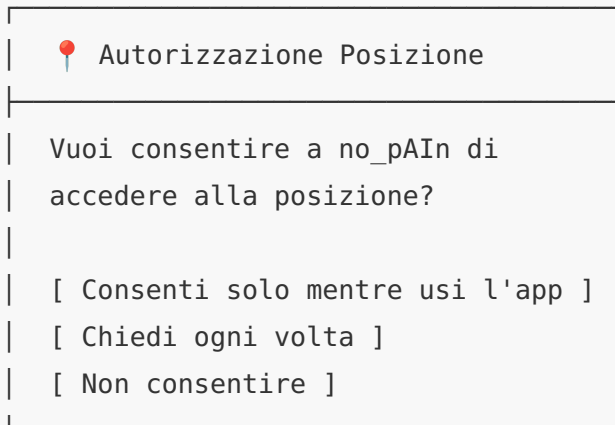 📍 Autorizzazione Posizione
Vuoi consentire a no_pAIn di
accedere alla posizione?
[ Consenti solo mentre usi l'app ]
[ Chiedi ogni volta ]
[ Non consentire ]